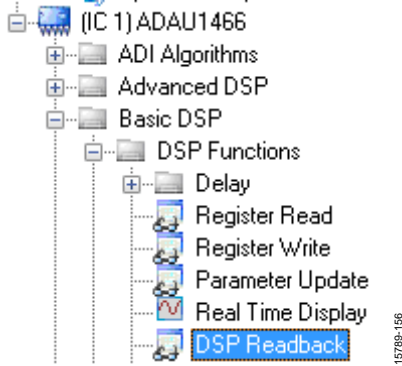 (IC 1) ADAU1466
ADI Algorithms
Advanced DSP
Basic DSP
DSP Functions
Delay
Register Read
Register Write
Parameter Update
Real Time Display
DSP Readback
15789-156